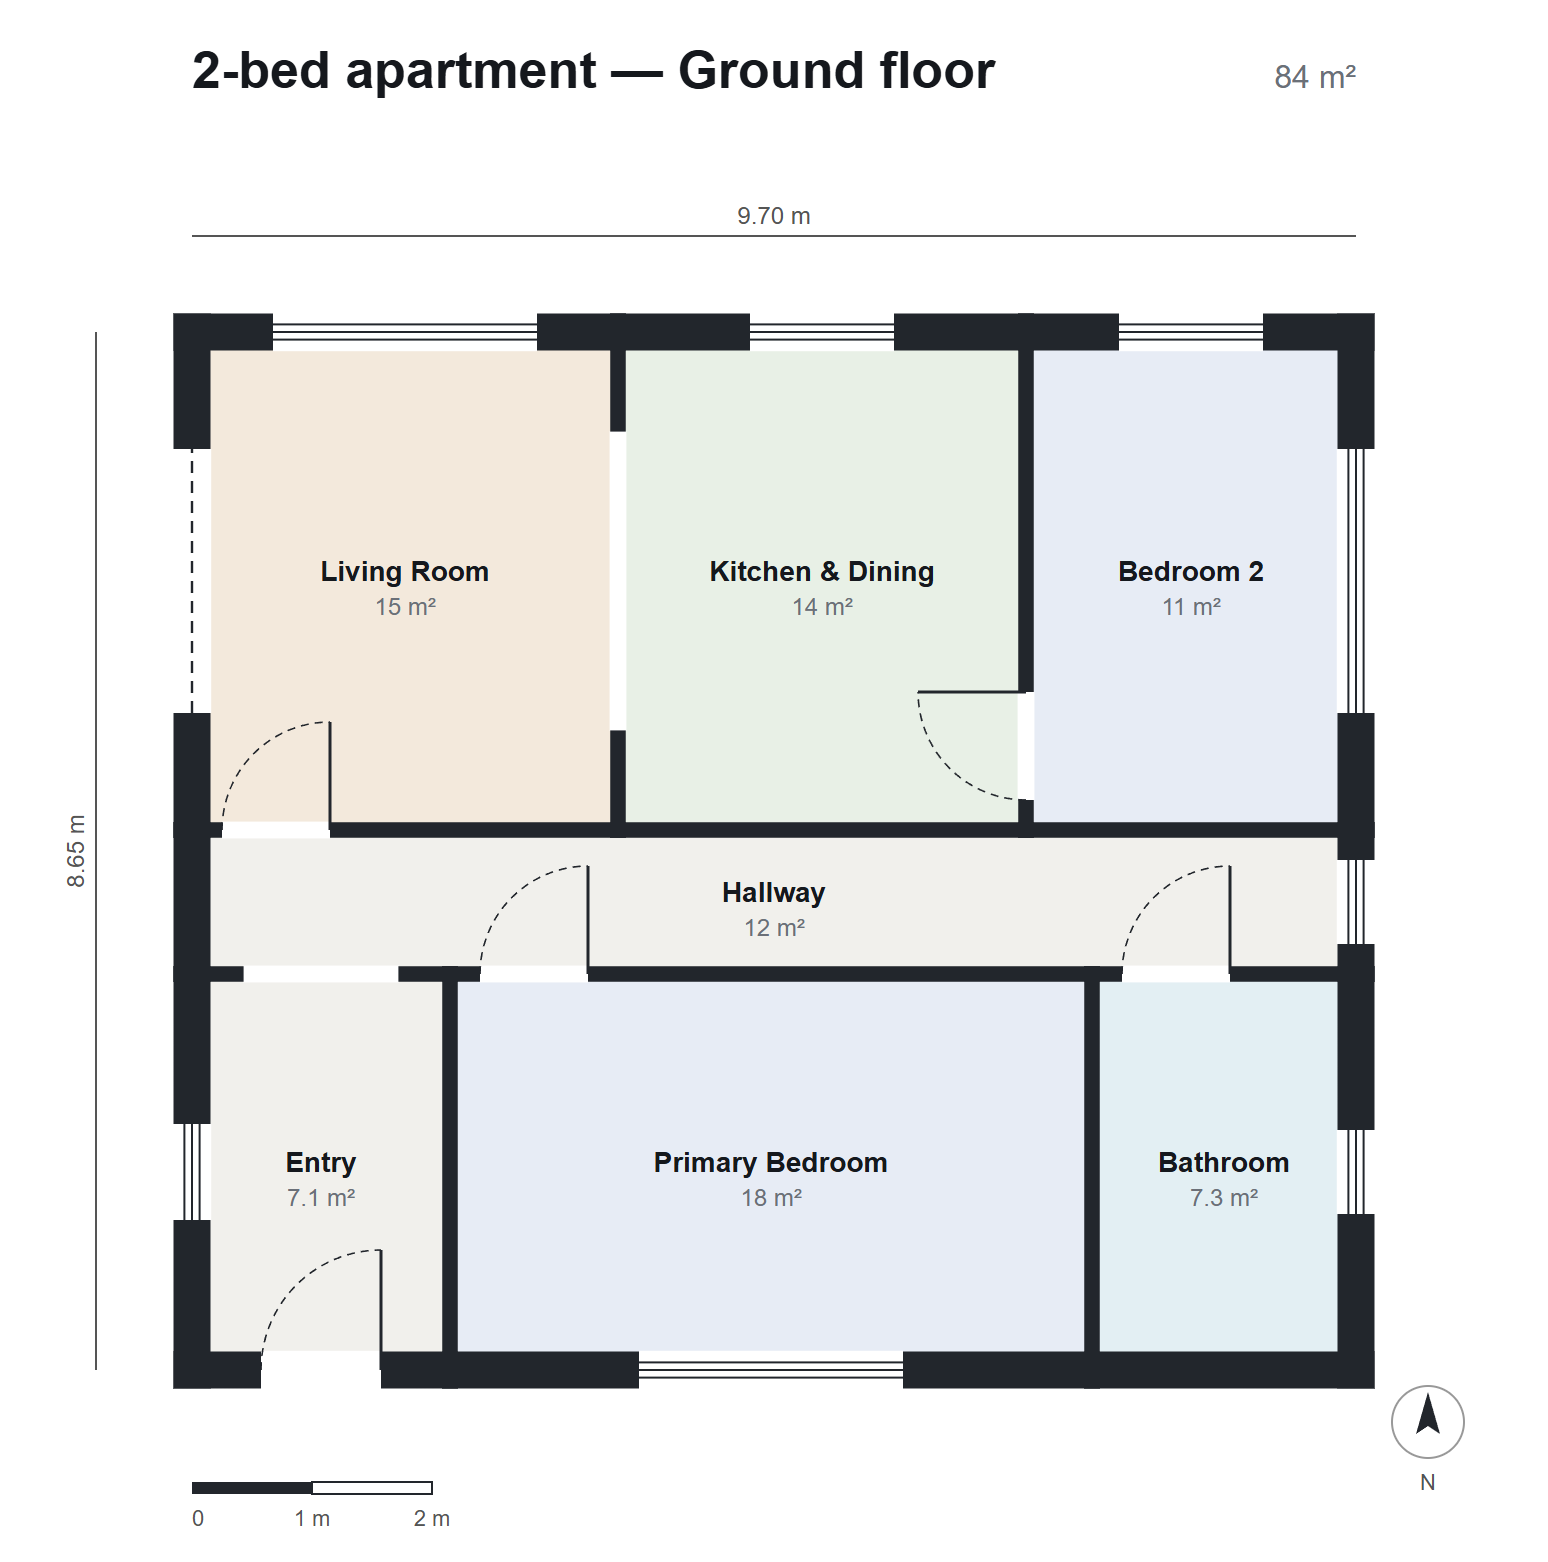 2-bed apartment — Ground floor
84 m²
9.70 m
8.65 m
Living Room
15 m²
Kitchen & Dining
14 m²
Bedroom 2
11 m²
Hallway
12 m²
Entry
7.1 m²
Primary Bedroom
18 m²
Bathroom
7.3 m²
N
0 1 m 2 m